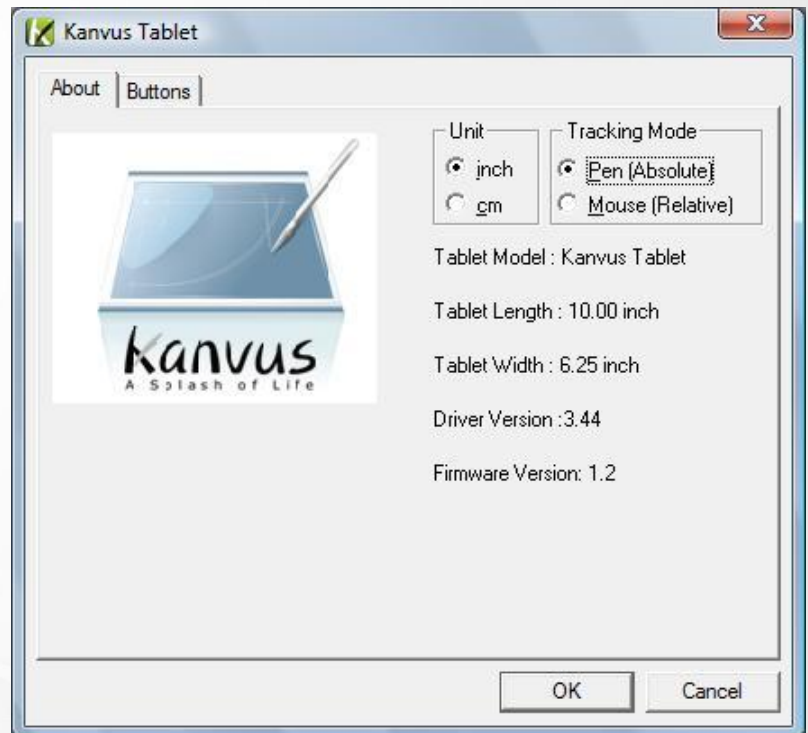 Kanvus Tablet
About Buttons
Unit Tracking Mode
inch Pen (Absolute)
cm Mouse (Relative)
Tablet Model : Kanvus Tablet
Tablet Length : 10.00 inch
Tablet Width : 6.25 inch
Driver Version :3.44
Firmware Version: 1.2
kanvus
A Splash of Life
OK Cancel